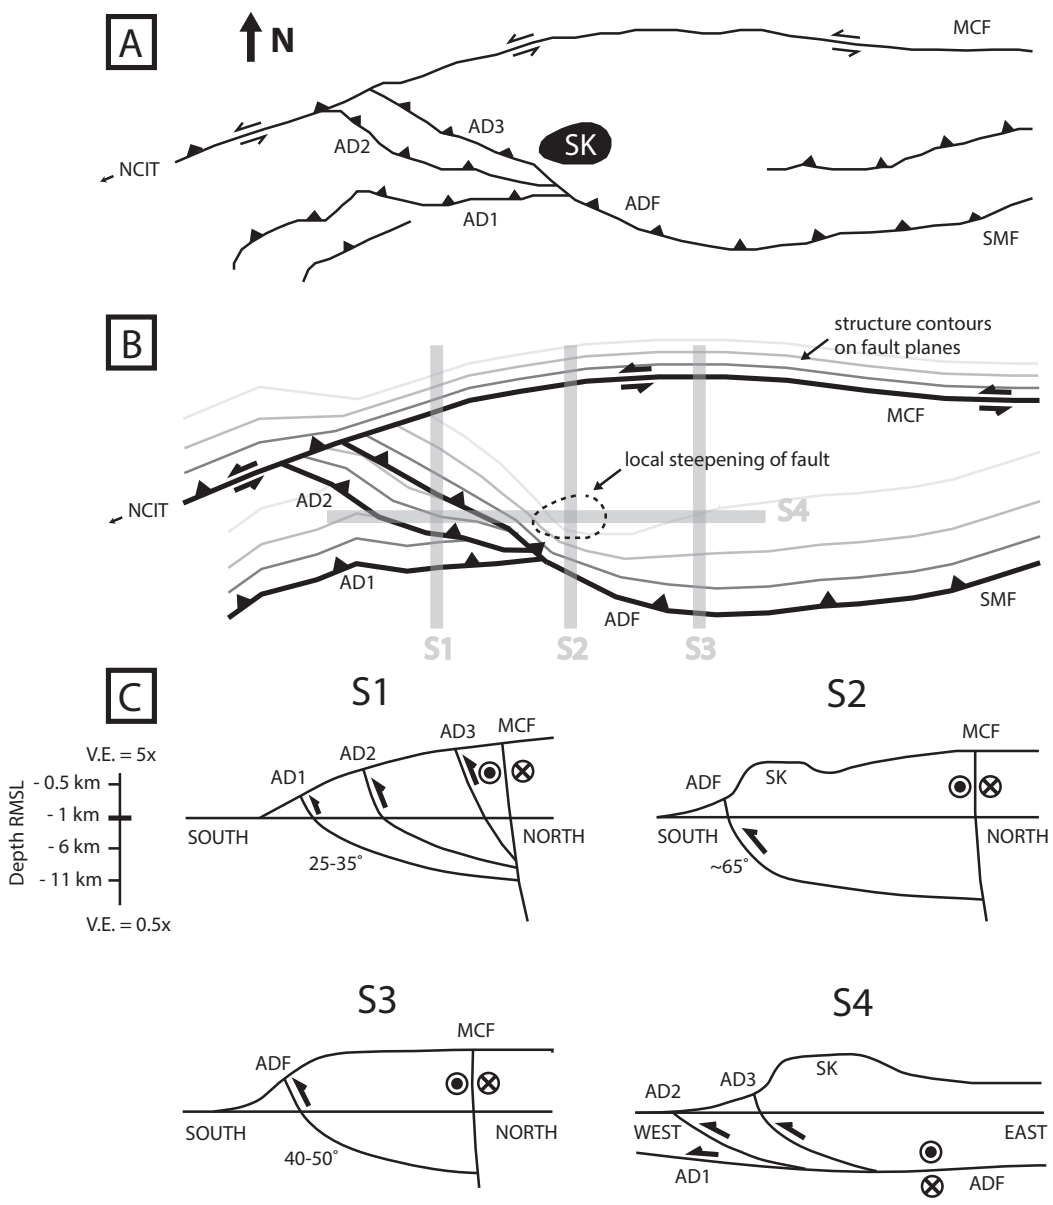 A
N
MCF
AD3
SK
AD2
NCIT
ADF
AD1
SMF
B
structure contours
on fault planes
MCF
local steepening of fault
AD2
S4
NCIT
AD1
SMF
ADF
S1
S2
S3
C
S1
V.E. = 5x
- 0.5 km
- 1 km
- 6 km
- 11 km
Depth RMSL
V.E. = 0.5x
AD1
AD2
AD3
MCF
SOUTH
NORTH
25-35°
S2
MCF
ADF
SK
SOUTH
NORTH
~65°
S3
MCF
ADF
SOUTH
NORTH
40-50°
S4
SK
AD3
AD2
WEST
EAST
AD1
ADF